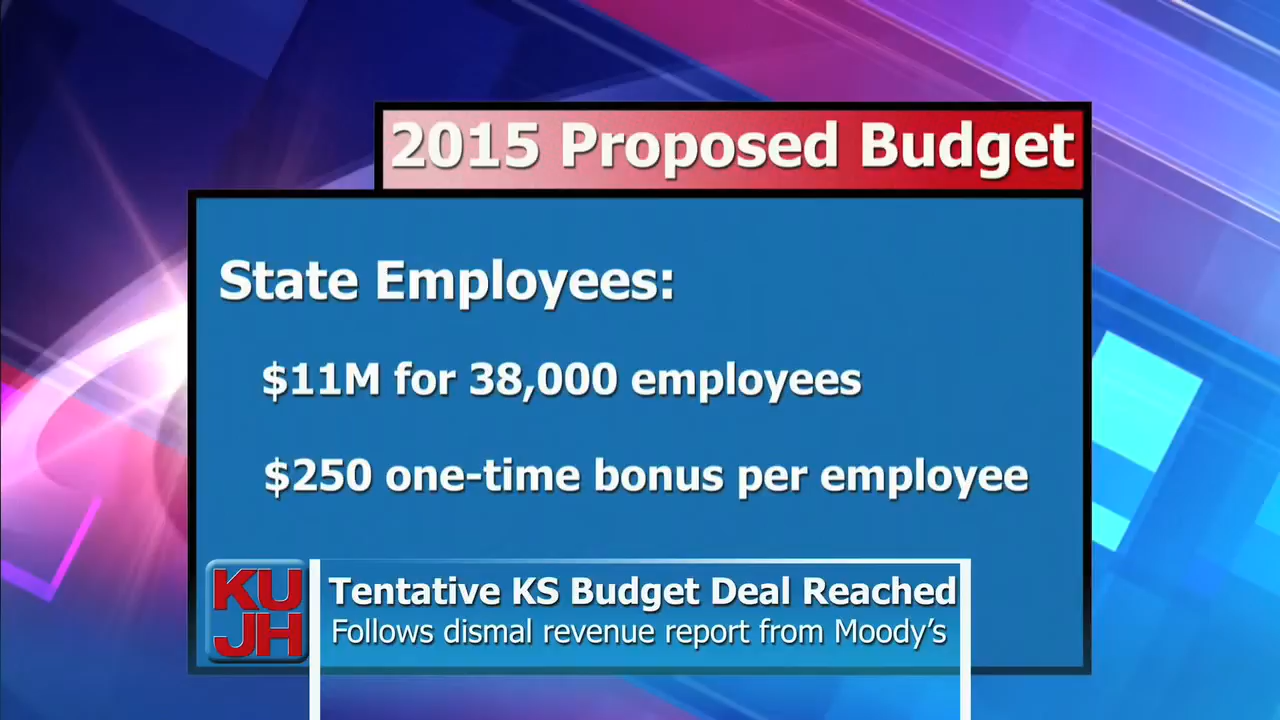 2015 Proposed Budget
State Employees:
$11M for 38,000 employees
$250 one-time bonus per employee
KU
JH
Tentative KS Budget Deal Reached
Follows dismal revenue report from Moody's